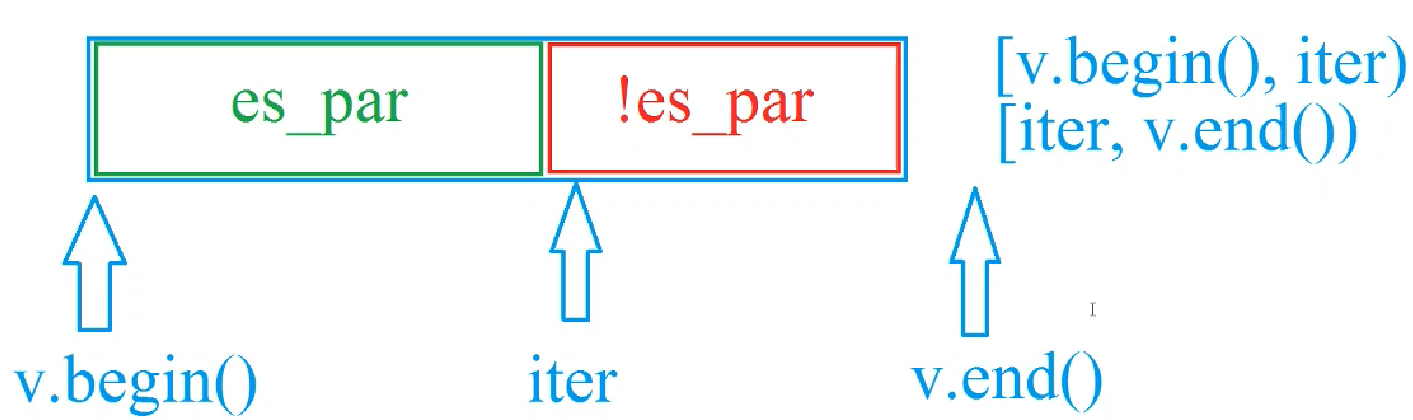 es_par
!es_par
[v.begin(), iter)
[iter, v.end())
v.begin()
iter
v.end()